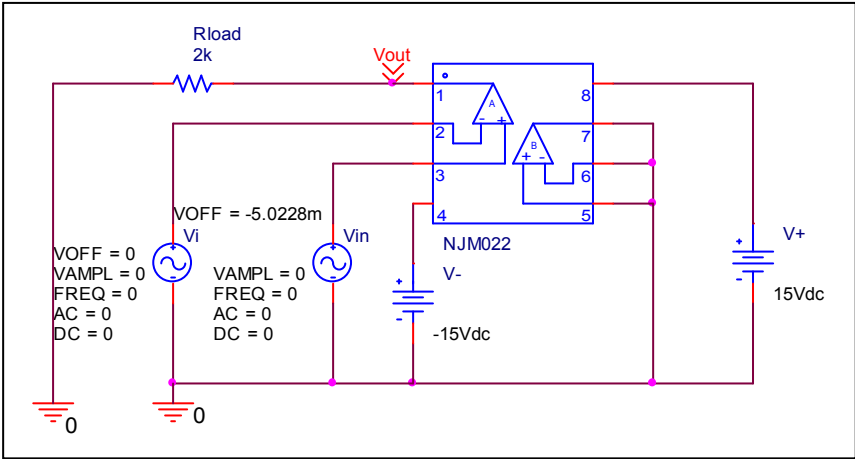 Rload
2k
Vout
1
2
3
4
8
7
6
5
A
- +
B
+ -
NJM022
VOFF = -5.0228m
Vi
VOFF = 0
VAMPL = 0
FREQ = 0
AC = 0
DC = 0
Vin
VAMPL = 0
FREQ = 0
AC = 0
DC = 0
V-
-15Vdc
V+
15Vdc
0
0